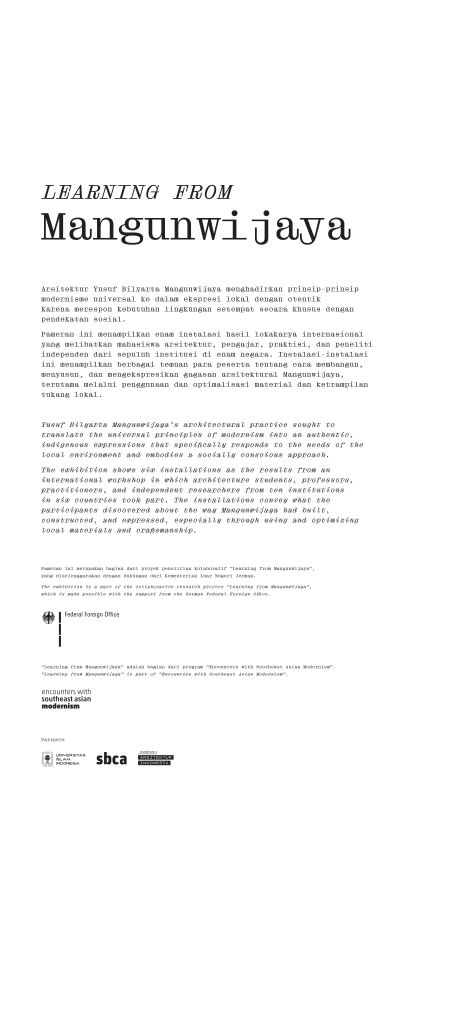 LEARNING FROM
Mangunwijaya
Arsitektur Yusuf Bilyarta Mangunwijaya menghadirkan prinsip-prinsip
modernisme universal ke dalam ekspresi lokal dengan otentik
karena merespon kebutuhan lingkungan setempat secara khusus dengan
pendekatan sosial.
Pameran ini menampilkan enam instalasi hasil lokakarya internasional
yang melibatkan mahasiswa arsitektur, pengajar, praktisi, dan peneliti
independen dari sepuluh institusi di enam negara. Instalasi-instalasi
ini menampilkan berbagai temuan para peserta tentang cara membangun,
menyusun, dan mengekspresikan gagasan arsitektural Mangunwijaya,
terutama melalui penggunaan dan optimalisasi material dan ketrampilan
tukang lokal.
Yusuf Bilyarta Mangunwijaya's architectural practice sought to
translate the universal principles of modernism into an authentic,
indigenous expressions that specifically responds to the needs of the
local environment and embodies a socially conscious approach.
The exhibition shows six installations as the results from an
international workshop in which architecture students, professors,
practitioners, and independent researchers from ten institutions
in six countries took part. The installations convey what the
participants discovered about the way Mangunwijaya had built,
constructed, and expressed, especially through using and optimizing
local materials and craftsmanship.
Pameran ini merupakan bagian dari proyek penelitian kolaboratif "Learning from Mangunwijaya",
yang diselenggarakan dengan dukungan dari Kementerian Luar Negeri Jerman.
The exhibition is a part of the collaborative research project "Learning from Mangunwijaya",
which is made possible with the support from the German Federal Foreign Office.
Federal Foreign Office
"Learning from Mangunwijaya" adalah bagian dari program "Encounters with Southeast Asian Modernism".
"Learning from Mangunwijaya" is part of "Encounters with Southeast Asian Modernism".
encounters with
southeast asian
modernism
Partners
UNIVERSITAS
ISLAM
INDONESIA
sbca
ARSITEKTUR
INDONESIA